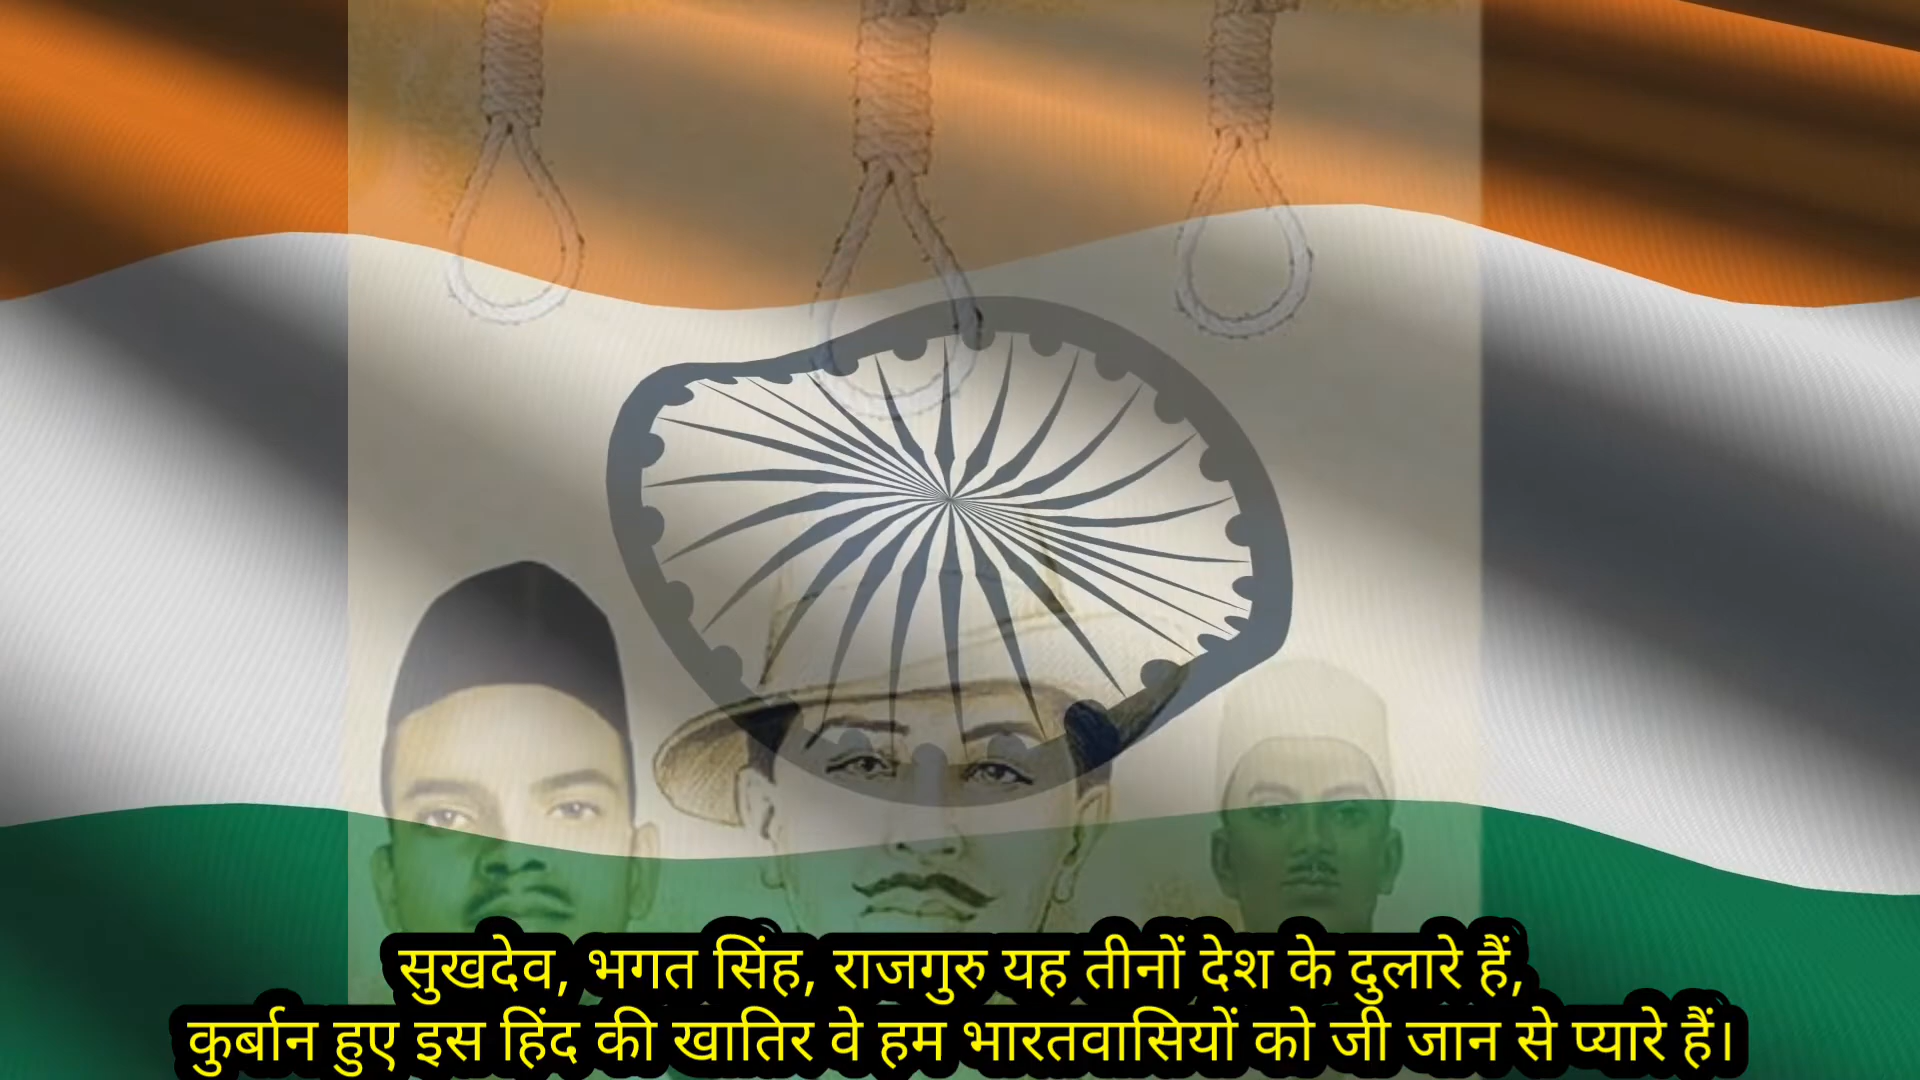 सुखदेव, भगत सिंह, राजगुरु यह तीनों देश के दुलारे हैं,
कुर्बान हुए इस हिंद की खातिर वे हम भारतवासियों को जी जान से प्यारे हैं।